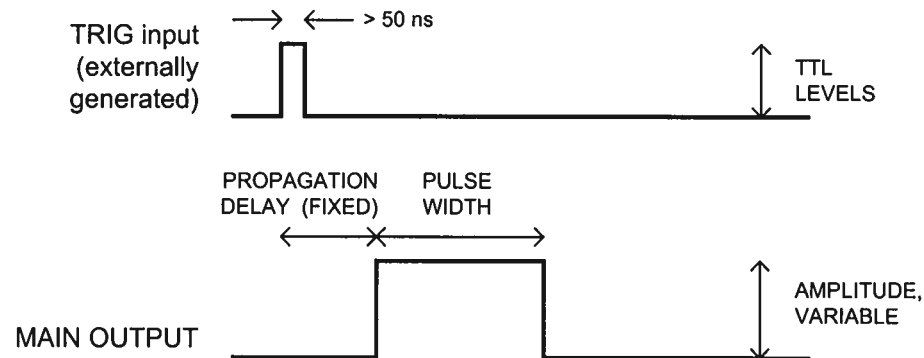 > 50 ns
TRIG input
(externally
generated)
TTL
LEVELS
PROPAGATION
DELAY (FIXED)
PULSE
WIDTH
AMPLITUDE,
VARIABLE
MAIN OUTPUT